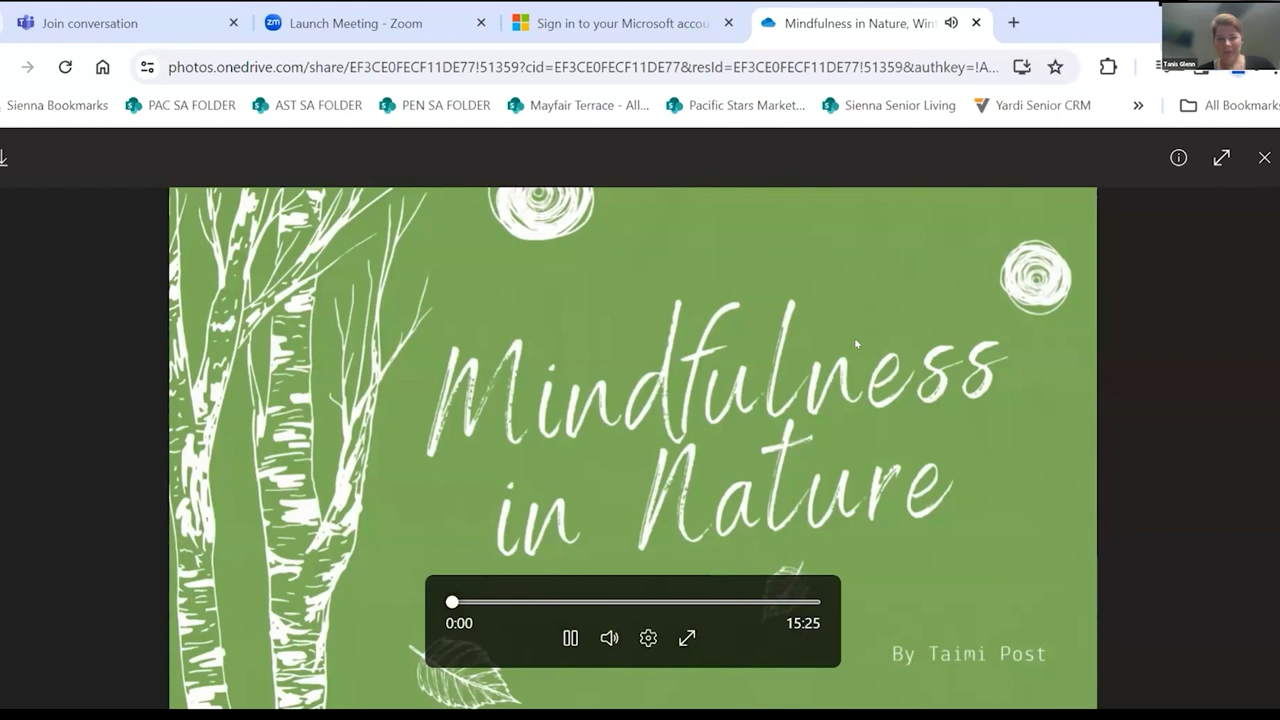 Join conversation
Launch Meeting - Zoom
Sign in to your Microsoft accou
Mindfulness in Nature, Win
photos.onedrive.com/share/EF3CE0FECF11DE77!51359?cid=EF3CE0FECF11DE77&resId=EF3CE0FECF11DE77!51359&authkey=!A...
Tanis Glenn
Sienna Bookmarks
PAC SA FOLDER
AST SA FOLDER
PEN SA FOLDER
Mayfair Terrace - All...
Pacific Stars Market...
Sienna Senior Living
Yardi Senior CRM
»
All Bookmarks
Mindfulness
in Nature
0:00
15:25
By Taimi Post